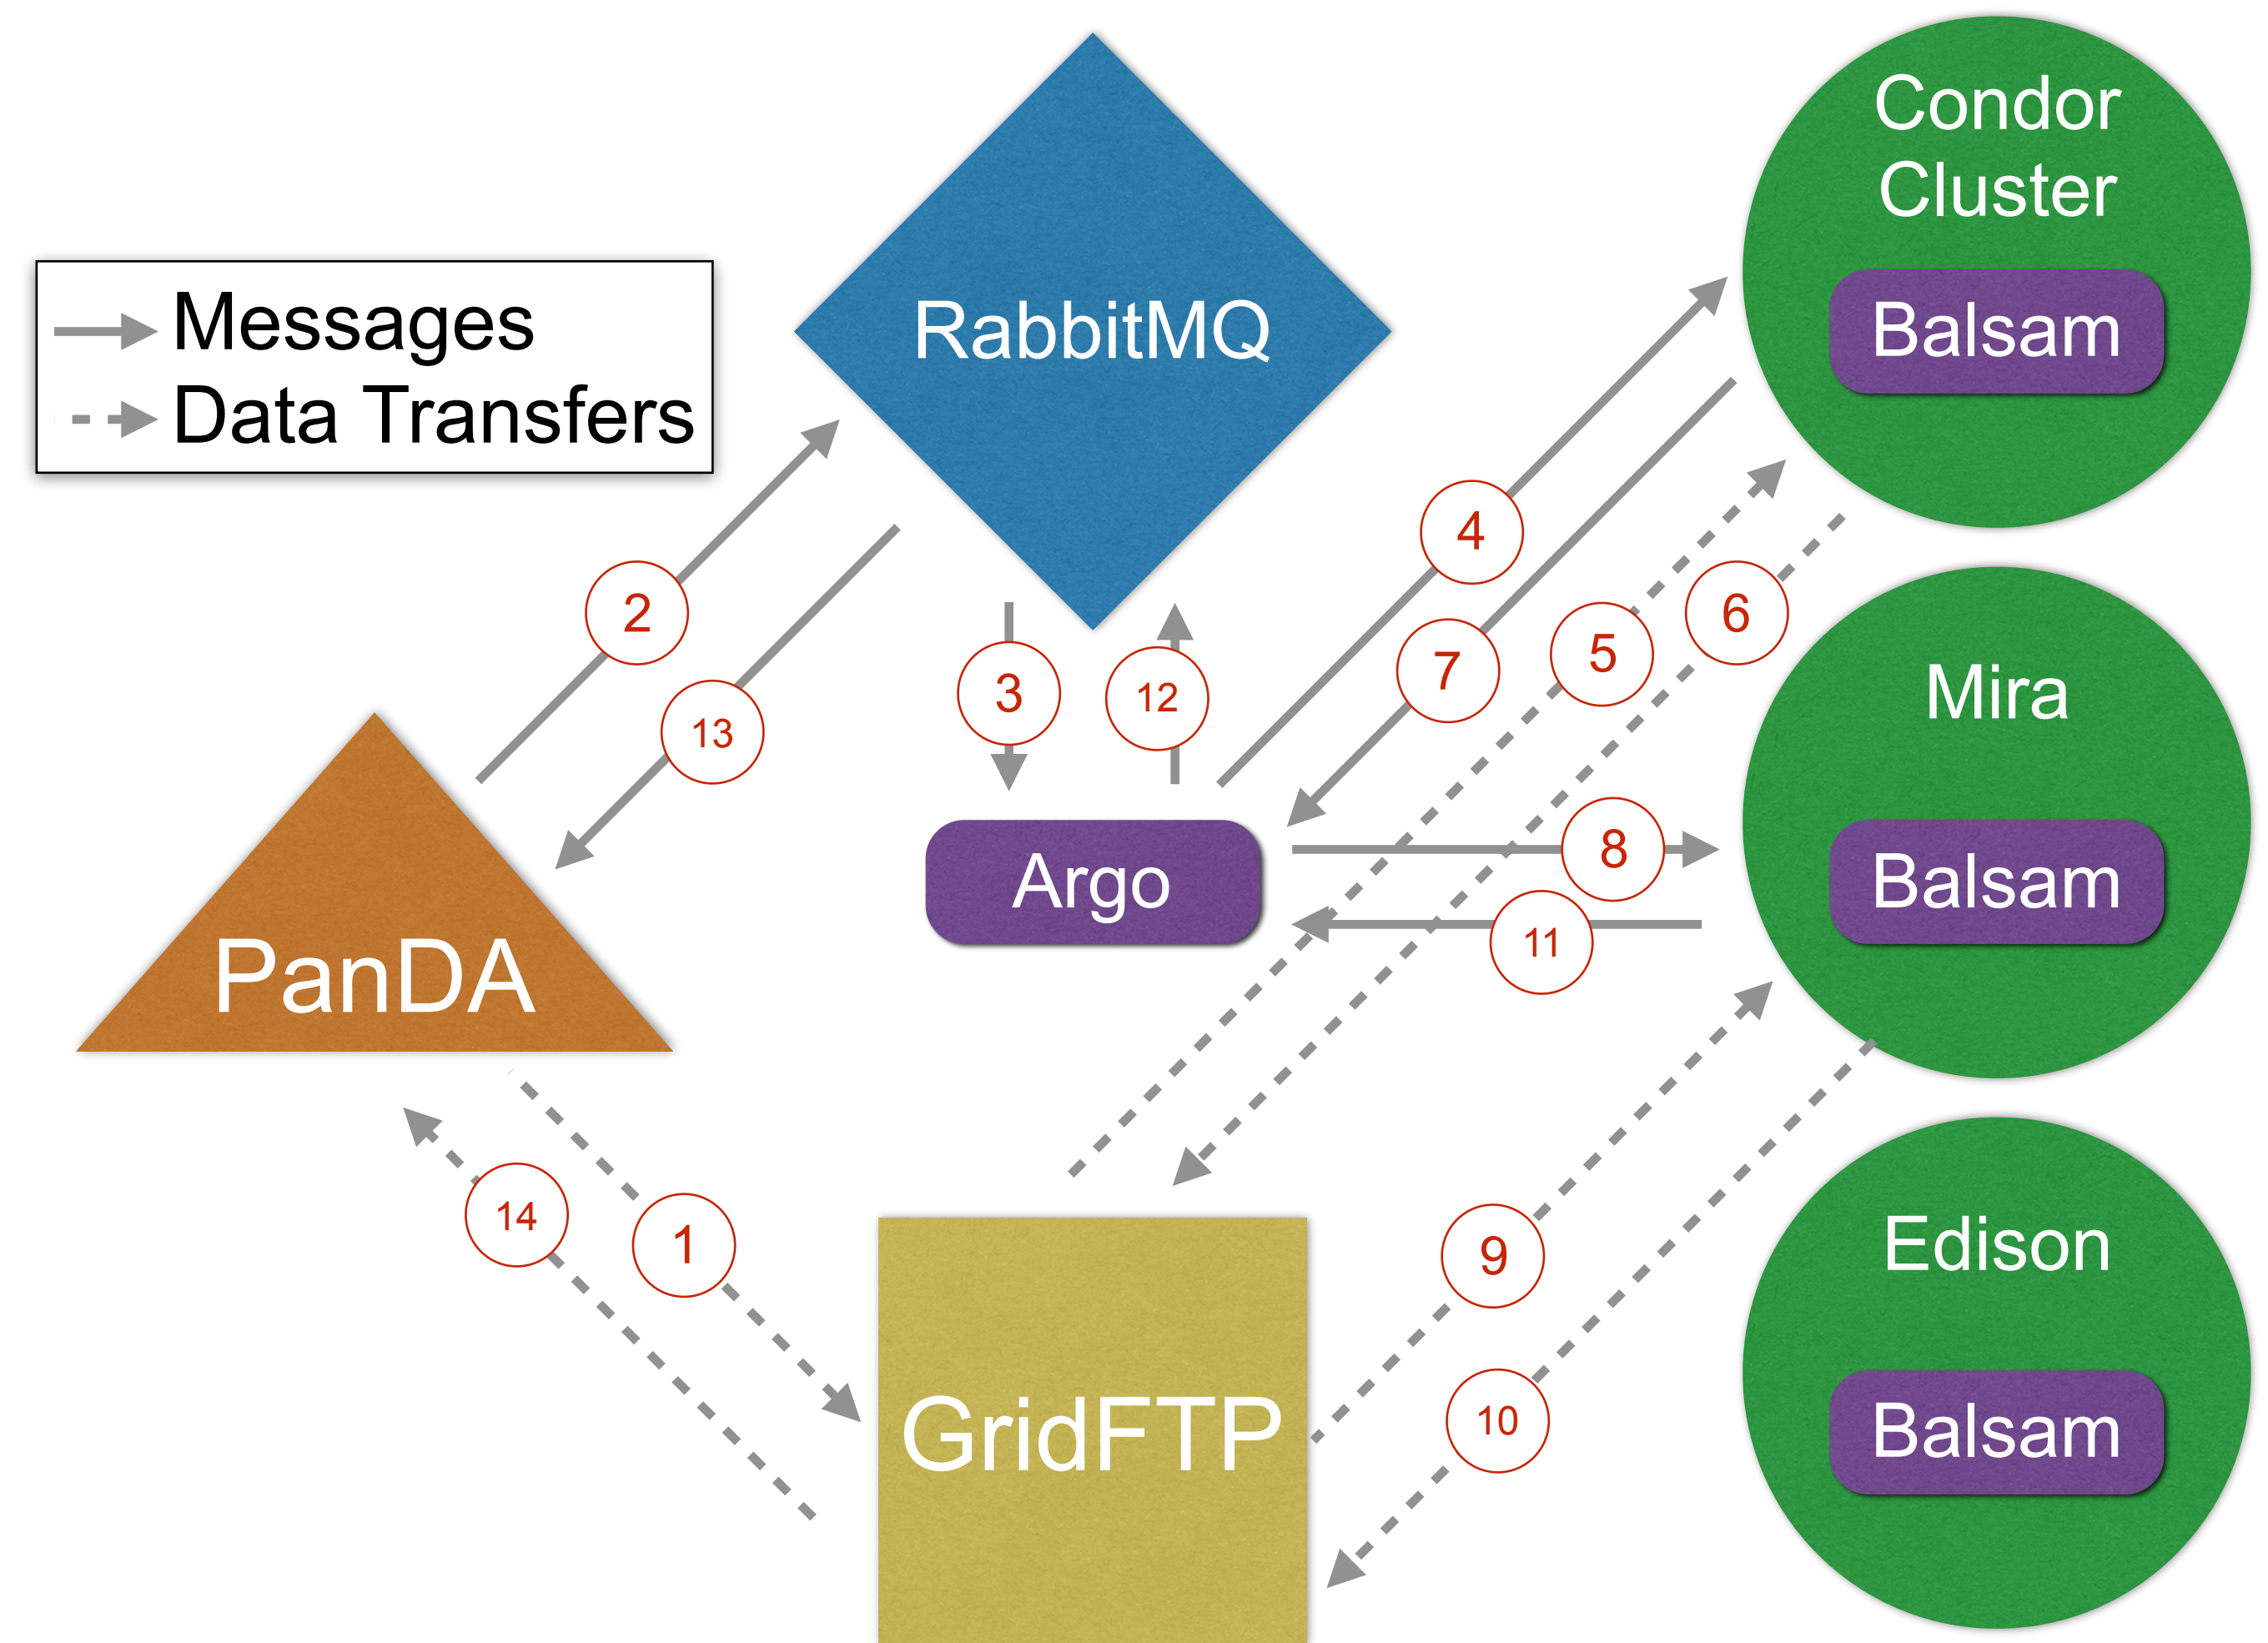 Condor
Cluster
Balsam
RabbitMQ
Messages
Data Transfers
4
2
5
6
7
3
12
13
Mira
8
Argo
Balsam
11
PanDA
14
1
9
Edison
GridFTP
10
Balsam